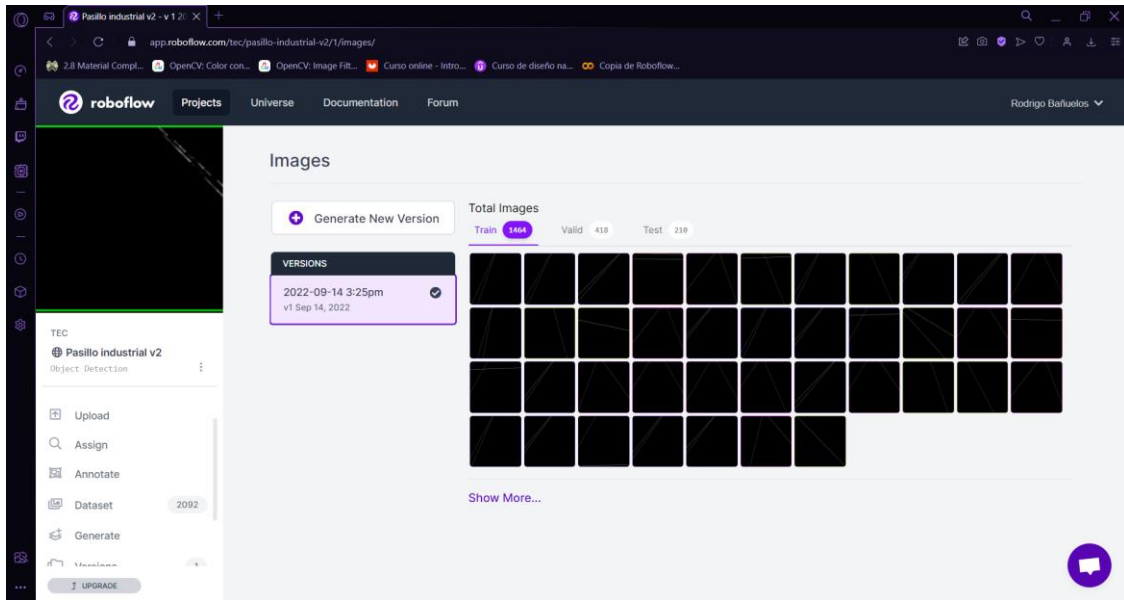 Pasillo industrial v2 - v 1 20
app.roboflow.com/tec/pasillo-industrial-v2/1/images/
2.8 Material Compl... OpenCV: Color con... OpenCV: Image Filt... Curso online - Intro... Curso de diseño na... Copia de Roboflow...
roboflow Projects Universe Documentation Forum Rodrigo Bañuelos
Images
Generate New Version
Total Images
Train 1464 Valid 418 Test 210
VERSIONS
2022-09-14 3:25pm
v1 Sep 14, 2022
TEC
Pasillo industrial v2
Object Detection
Upload
Assign
Annotate
Dataset 2092
Generate
Versions 1
UPGRADE
Show More...